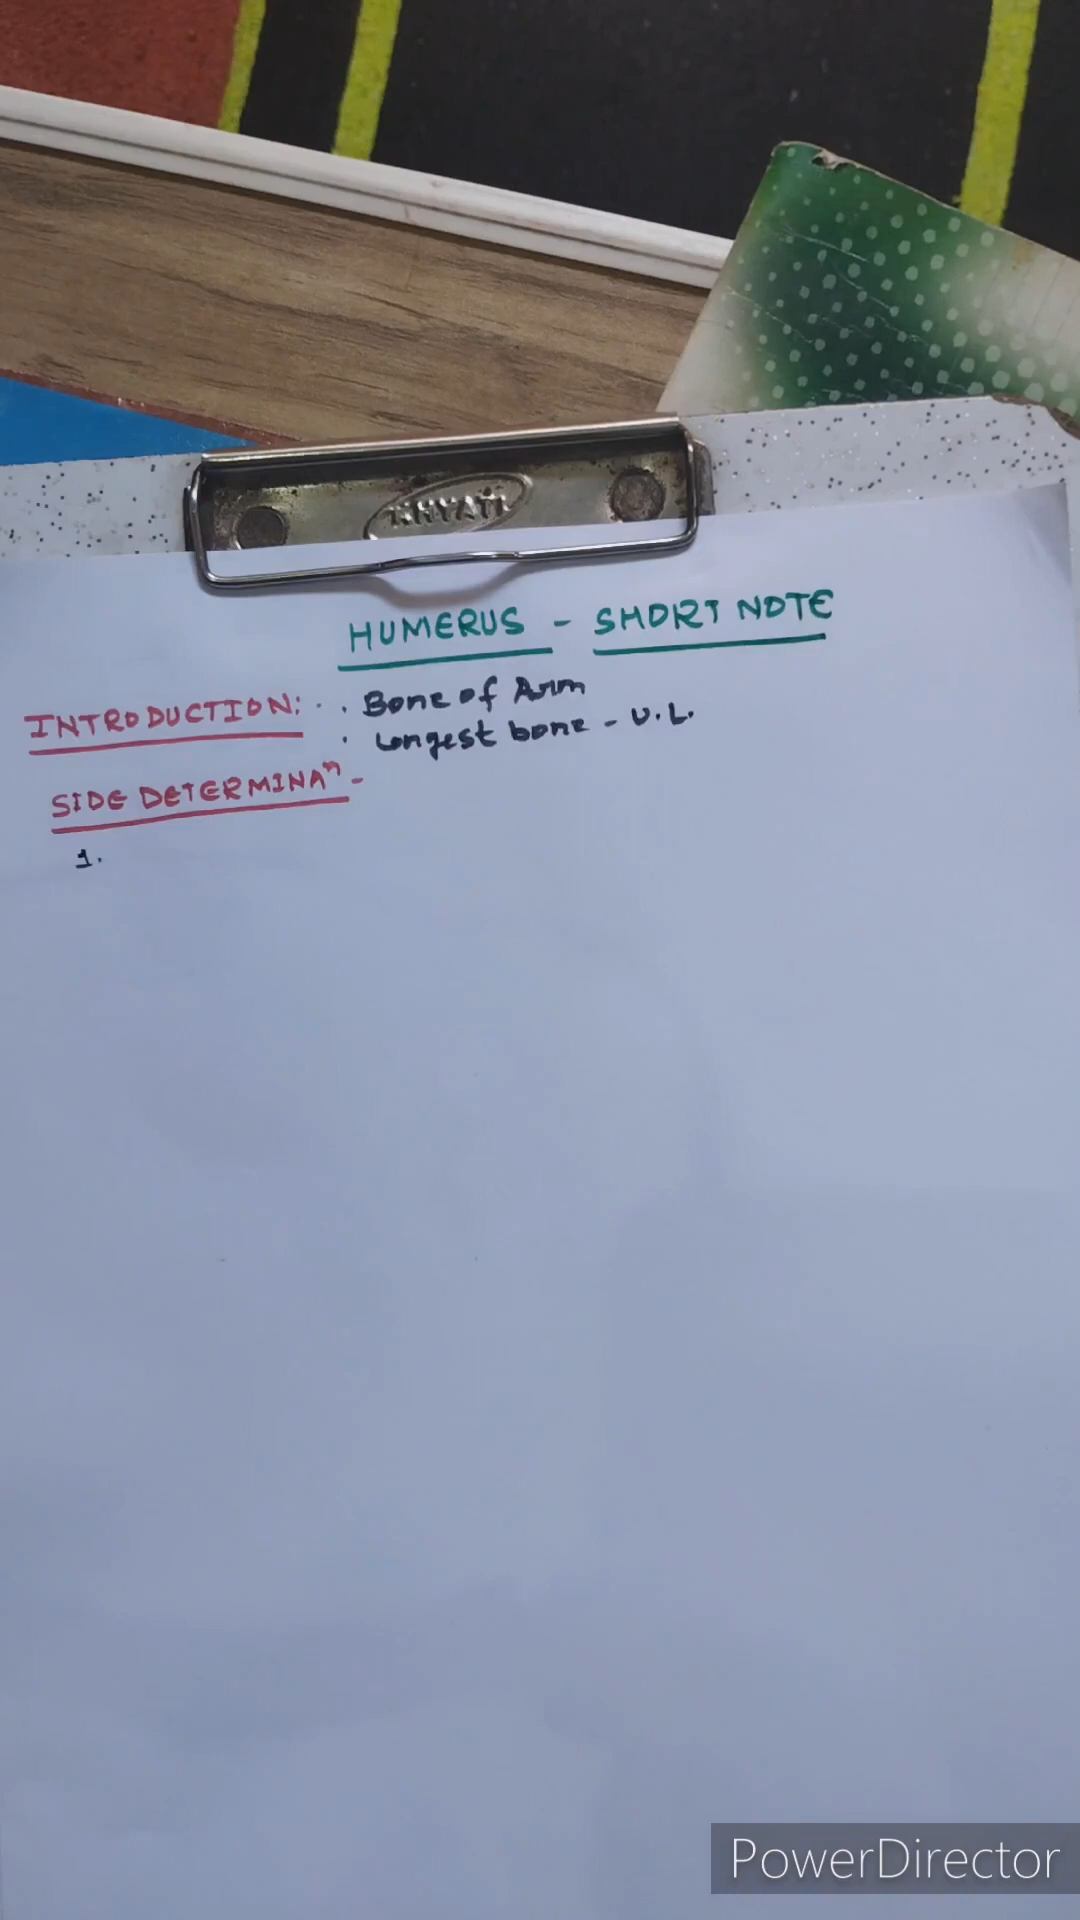 KHYATI
HUMERUS - SHORT NOTE
INTRODUCTION: . . Bone of Arm
. Longest bone - U.L.
SIDE DETERMINAⁿ -
1.
PowerDirector